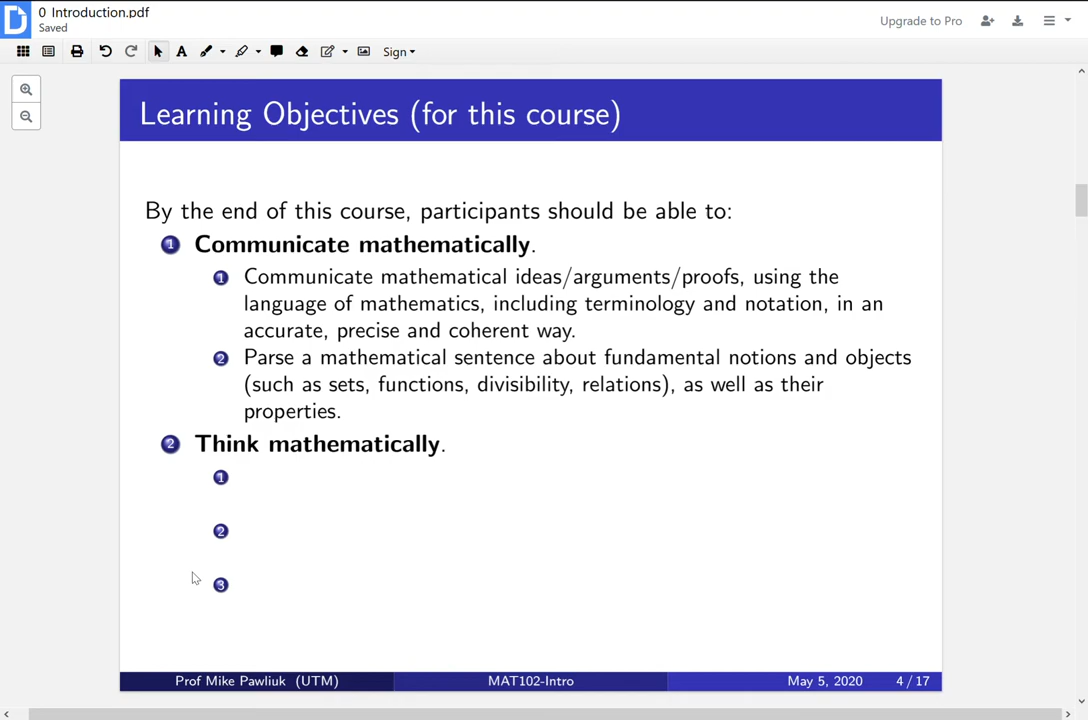 0 Introduction.pdf
Saved
Upgrade to Pro
A
Sign
Learning Objectives (for this course)
By the end of this course, participants should be able to:
1 Communicate mathematically.
1 Communicate mathematical ideas/arguments/proofs, using the
language of mathematics, including terminology and notation, in an
accurate, precise and coherent way.
2 Parse a mathematical sentence about fundamental notions and objects
(such as sets, functions, divisibility, relations), as well as their
properties.
2 Think mathematically.
1
2
3
Prof Mike Pawliuk (UTM) MAT102-Intro May 5, 2020 4 / 17